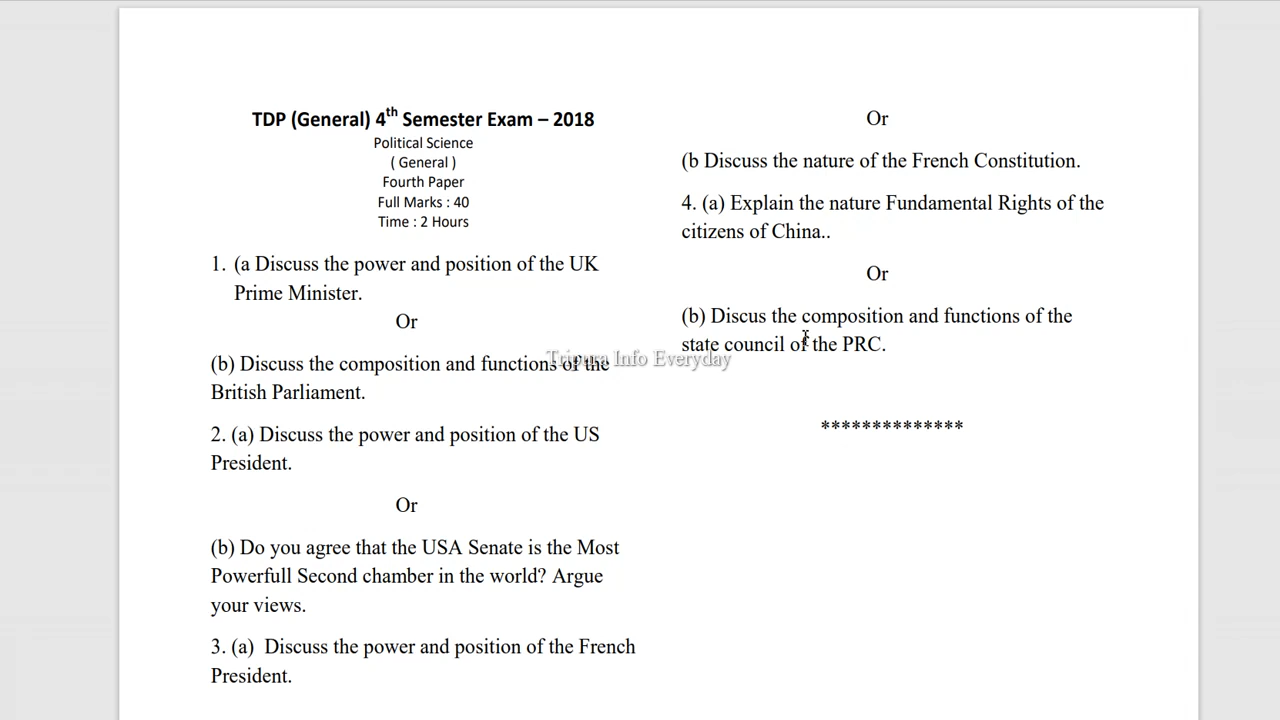 TDP (General) 4th Semester Exam – 2018
Political Science
( General )
Fourth Paper
Full Marks : 40
Time : 2 Hours
1. (a Discuss the power and position of the UK
Prime Minister.
Or
(b) Discuss the composition and functions of the
British Parliament.
2. (a) Discuss the power and position of the US
President.
Or
(b) Do you agree that the USA Senate is the Most
Powerfull Second chamber in the world? Argue
your views.
3. (a) Discuss the power and position of the French
President.
Or
(b Discuss the nature of the French Constitution.
4. (a) Explain the nature Fundamental Rights of the
citizens of China..
Or
(b) Discus the composition and functions of the
state council of the PRC.
**************
Tripura Info Everyday